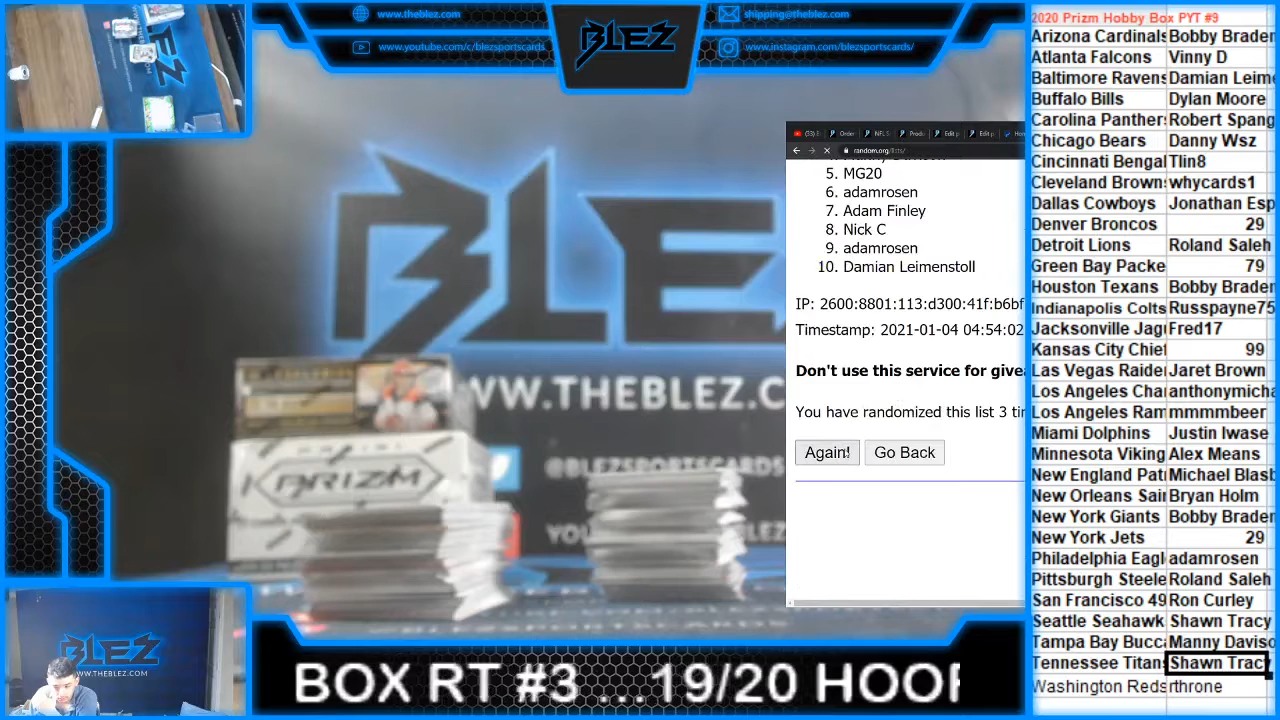 www.theblez.com
shipping@theblez.com
www.youtube.com/c/blezsportscards
www.instagram.com/blezsportscards/
BLEZ
BLEZ
BLE
WWW.THEBLEZ.C
@BLEZSPORTSCARDS
PRIZM
random.org/lists/
5. MG20
6. adamrosen
7. Adam Finley
8. Nick C
9. adamrosen
10. Damian Leimenstoll
IP: 2600:8801:113:d300:41f:b6bf
Timestamp: 2021-01-04 04:54:02
Don't use this service for givea
You have randomized this list 3 tir
Again!
Go Back
2020 Prizm Hobby Box PYT #9
Arizona Cardinals Bobby Braden
Atlanta Falcons Vinny D
Baltimore Ravens Damian Leime
Buffalo Bills Dylan Moore
Carolina Panthers Robert Spang
Chicago Bears Danny Wsz
Cincinnati Bengal Tlin8
Cleveland Browns whycards1
Dallas Cowboys Jonathan Esp
Denver Broncos 29
Detroit Lions Roland Saleh
Green Bay Packe 79
Houston Texans Bobby Braden
Indianapolis Colts Russpayne75
Jacksonville Jagu Fred17
Kansas City Chief 99
Las Vegas Raide Jaret Brown
Los Angeles Cha anthonymicha
Los Angeles Ram mmmmbeer
Miami Dolphins Justin Iwase
Minnesota Viking Alex Means
New England Pat Michael Blasb
New Orleans Sai Bryan Holm
New York Giants Bobby Braden
New York Jets 29
Philadelphia Eagl adamrosen
Pittsburgh Steele Roland Saleh
San Francisco 49 Ron Curley
Seattle Seahawk Shawn Tracy
Tampa Bay Bucc Manny Daviso
Tennessee Titans Shawn Tracy
Washington Reds rthrone
BLEZ
WWW.THEBLEZ.COM
BOX RT #3 ...19/20 HOOP